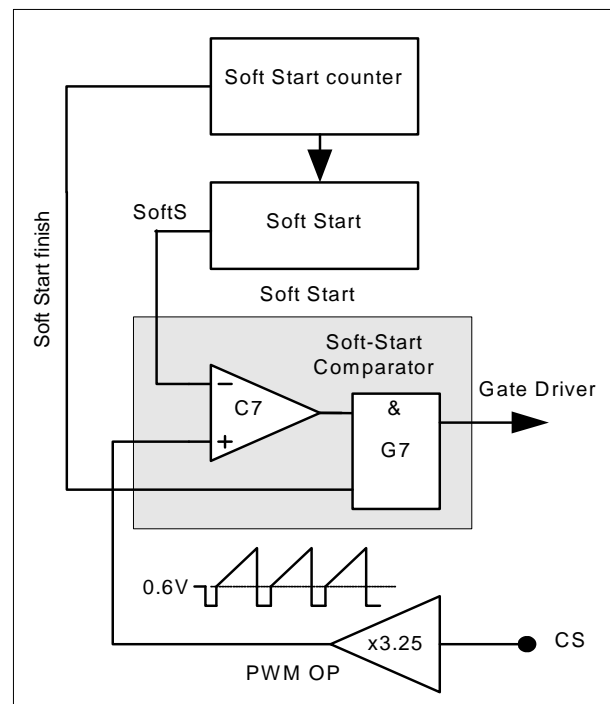 Soft Start counter
SoftS
Soft Start
Soft Start finish
Soft Start
Soft-Start
Comparator
Gate Driver
−
C7
+
&
G7
0.6V
x3.25
CS
PWM OP